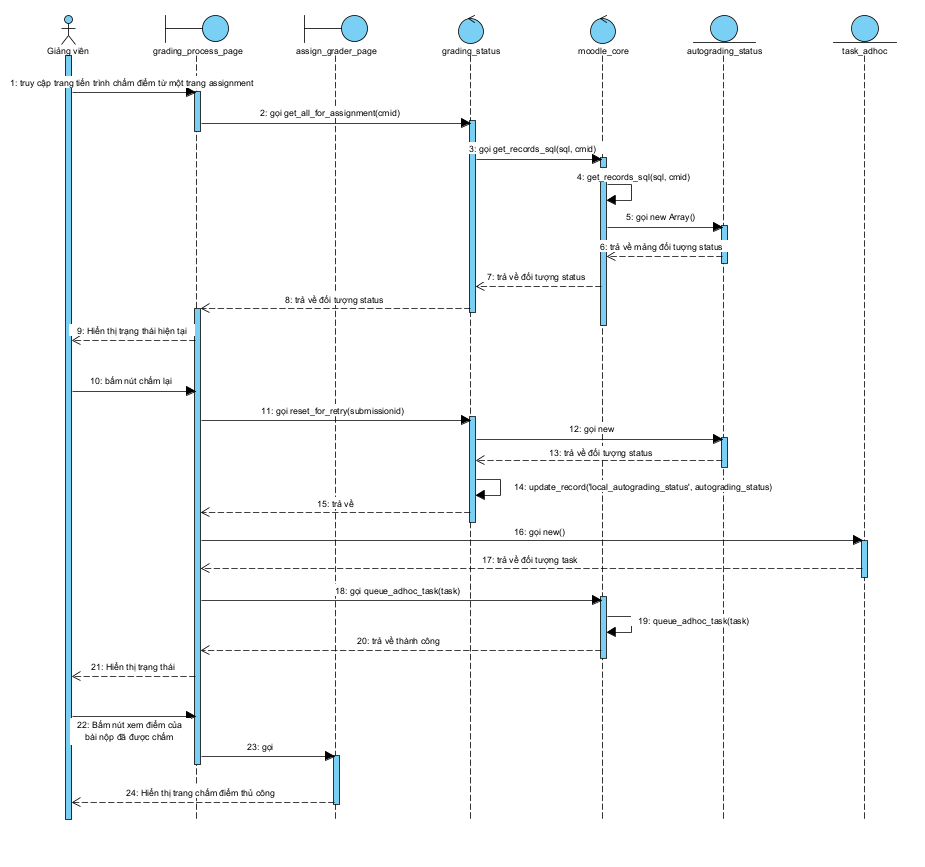 Giảng viên
grading_process_page
assign_grader_page
grading_status
moodle_core
autograding_status
task_adhoc
1: truy cập trang tiến trình chấm điểm từ một trang assignment
2: gọi get_all_for_assignment(cmid)
3: gọi get_records_sql(sql, cmid)
4: get_records_sql(sql, cmid)
5: gọi new Array()
6: trả về mảng đối tượng status
7: trả về đối tượng status
8: trả về đối tượng status
9: Hiển thị trạng thái hiện tại
10: bấm nút chấm lại
11: gọi reset_for_retry(submissionid)
12: gọi new
13: trả về đối tượng status
14: update_record('local_autograding_status', autograding_status)
15: trả về
16: gọi new()
17: trả về đối tượng task
18: gọi queue_adhoc_task(task)
19: queue_adhoc_task(task)
20: trả về thành công
21: Hiển thị trạng thái
22: Bấm nút xem điểm của
bài nộp đã được chấm
23: gọi
24: Hiển thị trang chấm điểm thủ công